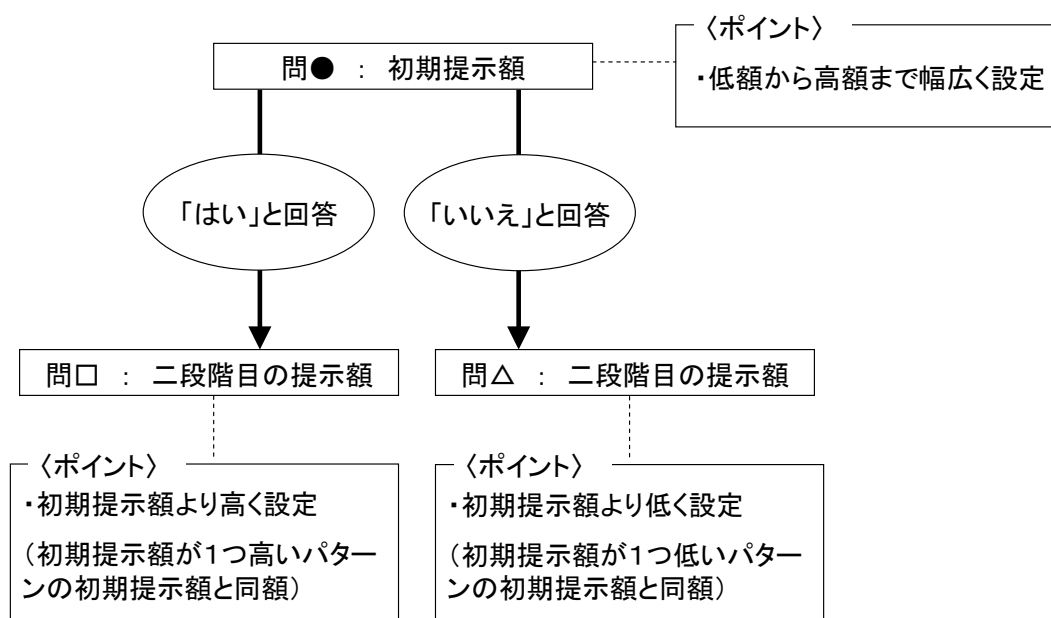 〈ポイント〉
問● : 初期提示額
・低額から高額まで幅広く設定
「はい」と回答
「いいえ」と回答
問□ : 二段階目の提示額
問△ : 二段階目の提示額
〈ポイント〉
・初期提示額より高く設定
（初期提示額が１つ高いパター
ンの初期提示額と同額）
〈ポイント〉
・初期提示額より低く設定
（初期提示額が１つ低いパター
ンの初期提示額と同額）